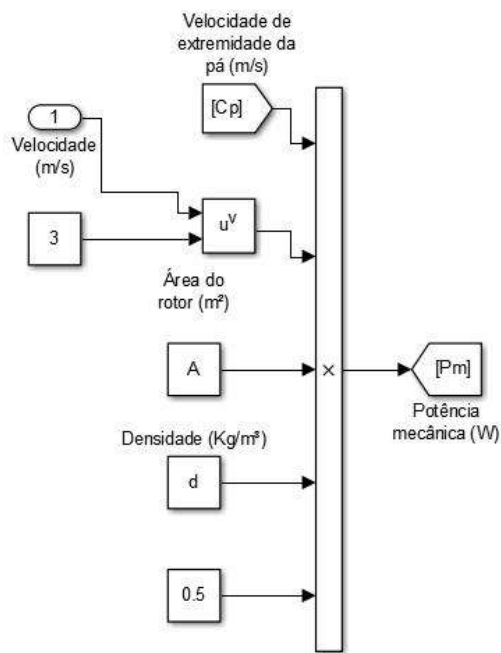 Velocidade de
extremidade da
pá (m/s)
[Cp]
1
Velocidade
(m/s)
3
uv
Área do
rotor (m²)
A
×
[Pm]
Potência
mecânica (W)
Densidade (Kg/m³)
d
0.5